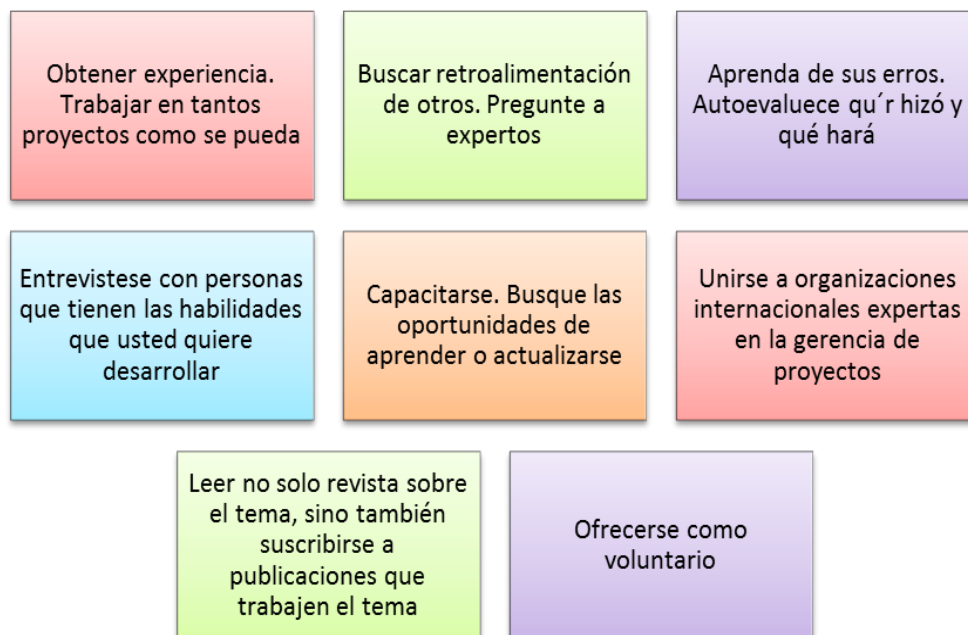 Obtener experiencia.
Trabajar en tantos
proyectos como se pueda
Buscar retroalimentación
de otros. Pregunte a
expertos
Aprenda de sus erros.
Autoevaluece qu´r hizó y
qué hará
Entrevistese con personas
que tienen las habilidades
que usted quiere
desarrollar
Capacitarse. Busque las
oportunidades de
aprender o actualizarse
Unirse a organizaciones
internacionales expertas
en la gerencia de
proyectos
Leer no solo revista sobre
el tema, sino también
suscribirse a
publicaciones que
trabajen el tema
Ofrecerse como
voluntario